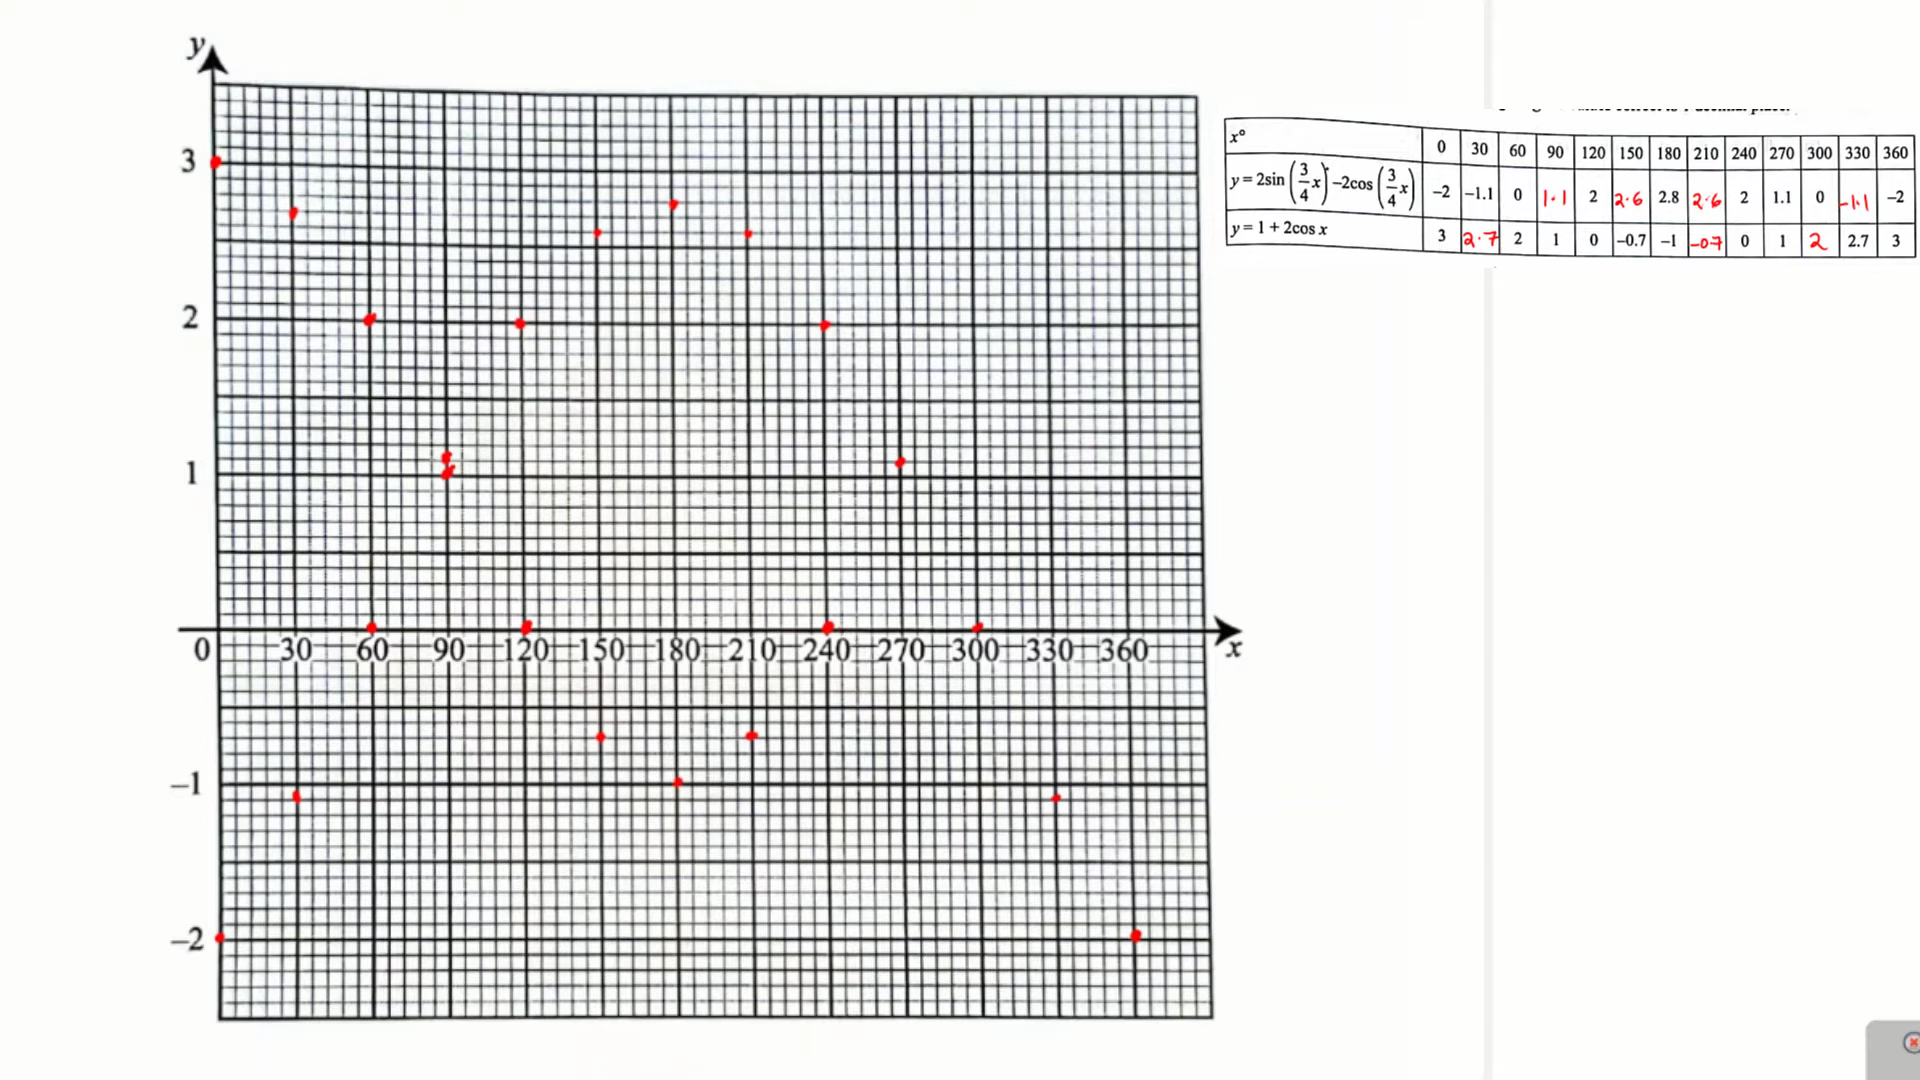 y
3
2
1
0 30 60 90 120 150 180 210 240 270 300 330 360 x
–1
–2
x° 0 30 60 90 120 150 180 210 240 270 300 330 360
y = 2sin(3/4 x)° –2cos(3/4 x) –2 –1.1 0 1.1 2 2.6 2.8 2.6 2 1.1 0 –1.1 –2
y = 1 + 2cos x 3 2.7 2 1 0 –0.7 –1 –0.7 0 1 2 2.7 3